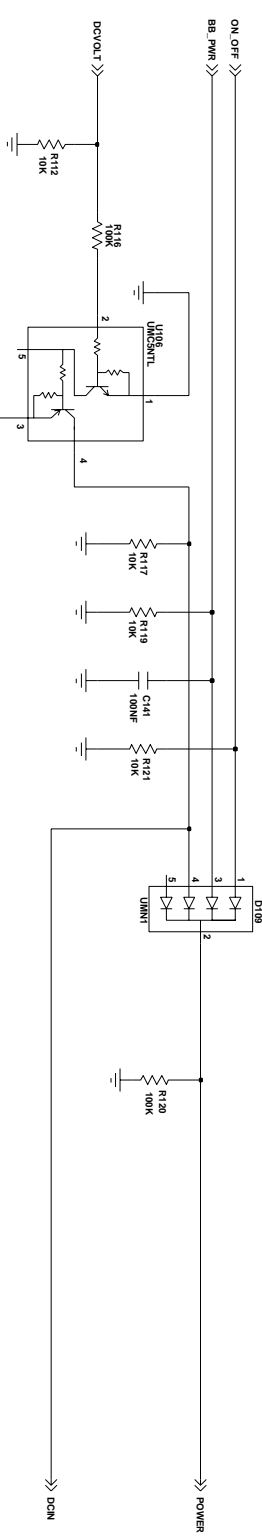 ON_OFF
BB_PWR
DCVOLT
R112
10K
R116
100K
U106
UMC5NTL
2
1
5
3
4
R117
10K
R119
10K
C141
100NF
R121
10K
D109
1
3
4
5
2
UMN1
R120
100K
POWER
DCIN